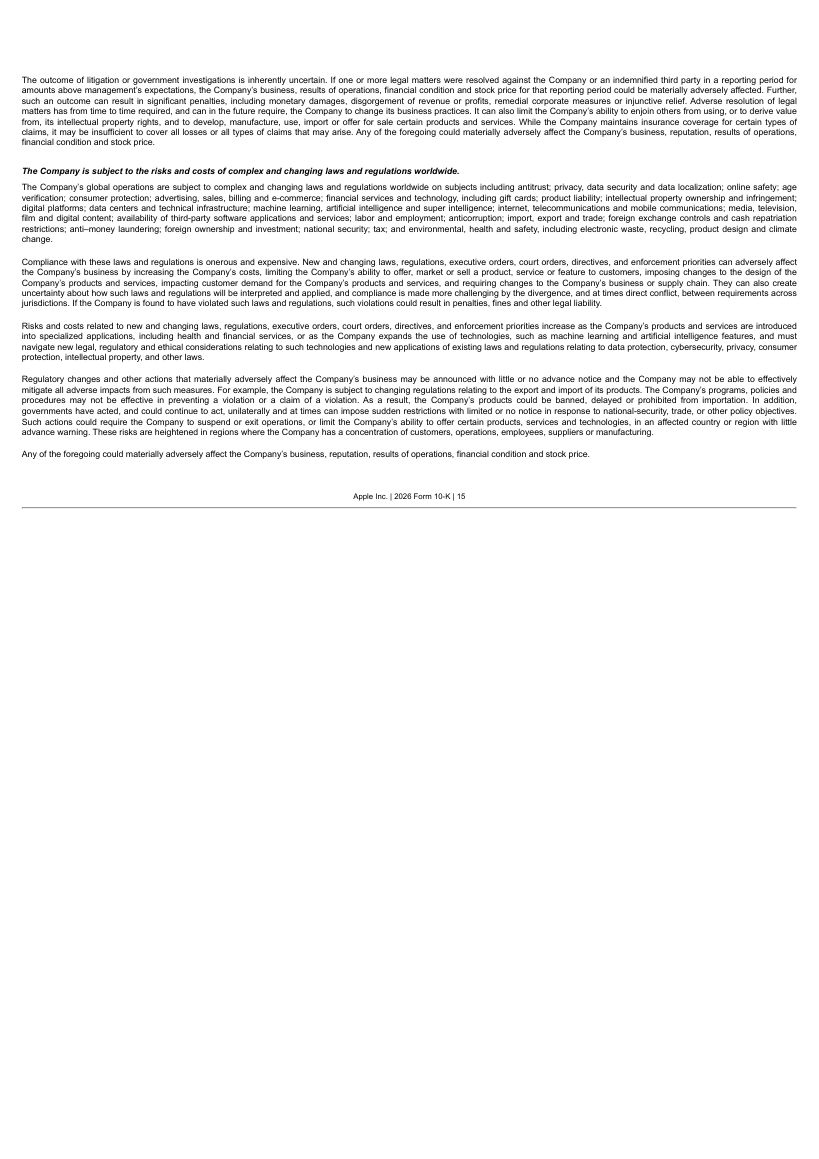 The outcome of litigation or government investigations is inherently uncertain. If one or more legal matters were resolved against the Company or an indemnified third party in a reporting period for
amounts above management’s expectations, the Company’s business, results of operations, financial condition and stock price for that reporting period could be materially adversely affected. Further,
such an outcome can result in significant penalties, including monetary damages, disgorgement of revenue or profits, remedial corporate measures or injunctive relief. Adverse resolution of legal
matters has from time to time required, and can in the future require, the Company to change its business practices. It can also limit the Company’s ability to enjoin others from using, or to derive value
from, its intellectual property rights, and to develop, manufacture, use, import or offer for sale certain products and services. While the Company maintains insurance coverage for certain types of
claims, it may be insufficient to cover all losses or all types of claims that may arise. Any of the foregoing could materially adversely affect the Company’s business, reputation, results of operations,
financial condition and stock price.
The Company is subject to the risks and costs of complex and changing laws and regulations worldwide.
The Company’s global operations are subject to complex and changing laws and regulations worldwide on subjects including antitrust; privacy, data security and data localization; online safety; age
verification; consumer protection; advertising, sales, billing and e-commerce; financial services and technology, including gift cards; product liability; intellectual property ownership and infringement;
digital platforms; data centers and technical infrastructure; machine learning, artificial intelligence and super intelligence; internet, telecommunications and mobile communications; media, television,
film and digital content; availability of third-party software applications and services; labor and employment; anticorruption; import, export and trade; foreign exchange controls and cash repatriation
restrictions; anti–money laundering; foreign ownership and investment; national security; tax; and environmental, health and safety, including electronic waste, recycling, product design and climate
change.
Compliance with these laws and regulations is onerous and expensive. New and changing laws, regulations, executive orders, court orders, directives, and enforcement priorities can adversely affect
the Company’s business by increasing the Company’s costs, limiting the Company’s ability to offer, market or sell a product, service or feature to customers, imposing changes to the design of the
Company’s products and services, impacting customer demand for the Company’s products and services, and requiring changes to the Company’s business or supply chain. They can also create
uncertainty about how such laws and regulations will be interpreted and applied, and compliance is made more challenging by the divergence, and at times direct conflict, between requirements across
jurisdictions. If the Company is found to have violated such laws and regulations, such violations could result in penalties, fines and other legal liability.
Risks and costs related to new and changing laws, regulations, executive orders, court orders, directives, and enforcement priorities increase as the Company’s products and services are introduced
into specialized applications, including health and financial services, or as the Company expands the use of technologies, such as machine learning and artificial intelligence features, and must
navigate new legal, regulatory and ethical considerations relating to such technologies and new applications of existing laws and regulations relating to data protection, cybersecurity, privacy, consumer
protection, intellectual property, and other laws.
Regulatory changes and other actions that materially adversely affect the Company’s business may be announced with little or no advance notice and the Company may not be able to effectively
mitigate all adverse impacts from such measures. For example, the Company is subject to changing regulations relating to the export and import of its products. The Company’s programs, policies and
procedures may not be effective in preventing a violation or a claim of a violation. As a result, the Company’s products could be banned, delayed or prohibited from importation. In addition,
governments have acted, and could continue to act, unilaterally and at times can impose sudden restrictions with limited or no notice in response to national-security, trade, or other policy objectives.
Such actions could require the Company to suspend or exit operations, or limit the Company’s ability to offer certain products, services and technologies, in an affected country or region with little
advance warning. These risks are heightened in regions where the Company has a concentration of customers, operations, employees, suppliers or manufacturing.
Any of the foregoing could materially adversely affect the Company’s business, reputation, results of operations, financial condition and stock price.
Apple Inc. | 2026 Form 10-K | 15